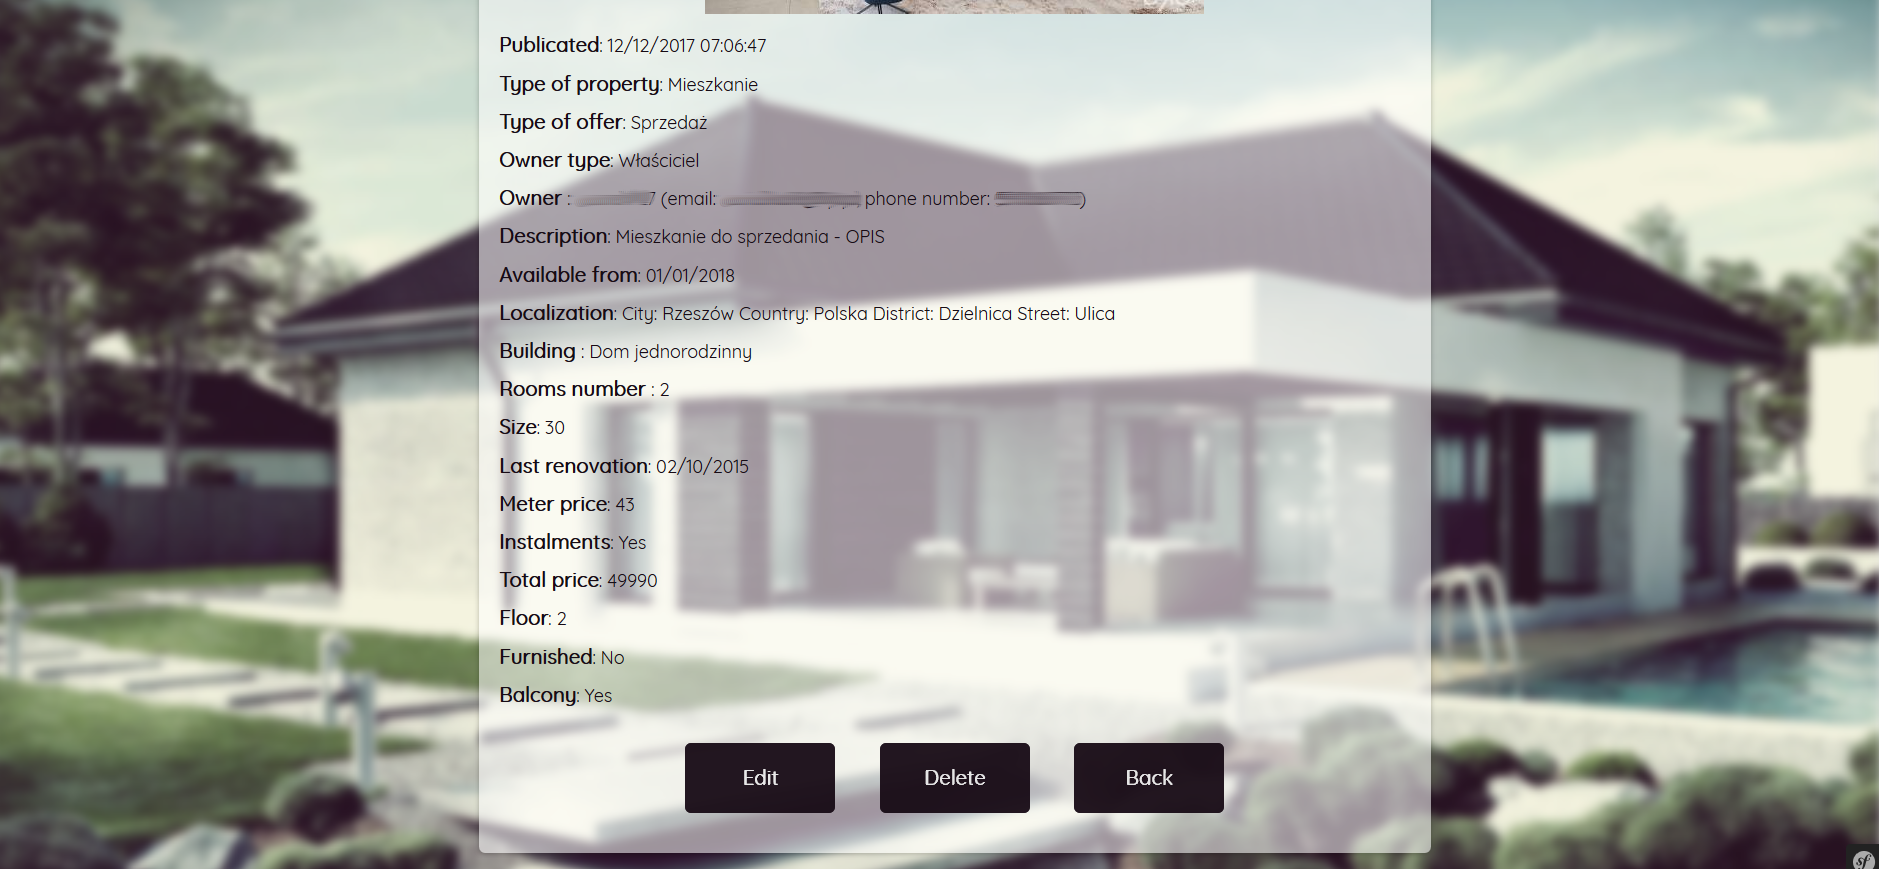 Publicated: 12/12/2017 07:06:47
Type of property: Mieszkanie
Type of offer: Sprzedaż
Owner type: Właściciel
Owner : 7 (email: phone number: )
Description: Mieszkanie do sprzedania - OPIS
Available from: 01/01/2018
Localization: City: Rzeszów Country: Polska District: Dzielnica Street: Ulica
Building : Dom jednorodzinny
Rooms number : 2
Size: 30
Last renovation: 02/10/2015
Meter price: 43
Instalments: Yes
Total price: 49990
Floor: 2
Furnished: No
Balcony: Yes
Edit Delete Back
sf